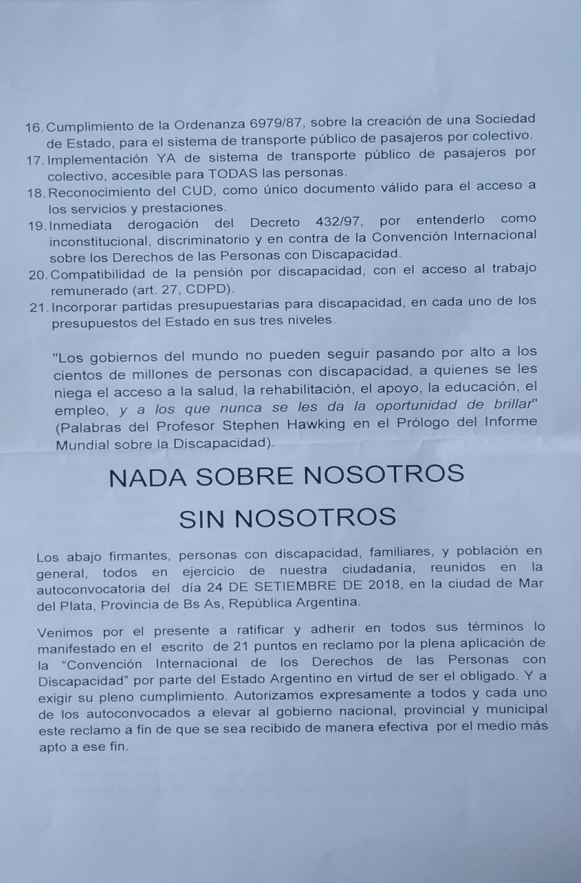 16. Cumplimiento de la Ordenanza 6979/87, sobre la creación de una Sociedad
de Estado, para el sistema de transporte público de pasajeros por colectivo.
17. Implementación YA de sistema de transporte público de pasajeros por
colectivo, accesible para TODAS las personas.
18. Reconocimiento del CUD, como único documento válido para el acceso a
los servicios y prestaciones.
19. Inmediata derogación del Decreto 432/97, por entenderlo como
inconstitucional, discriminatorio y en contra de la Convención Internacional
sobre los Derechos de las Personas con Discapacidad.
20. Compatibilidad de la pensión por discapacidad, con el acceso al trabajo
remunerado (art. 27, CDPD).
21. Incorporar partidas presupuestarias para discapacidad, en cada uno de los
presupuestos del Estado en sus tres niveles.
"Los gobiernos del mundo no pueden seguir pasando por alto a los
cientos de millones de personas con discapacidad, a quienes se les
niega el acceso a la salud, la rehabilitación, el apoyo, la educación, el
empleo, y a los que nunca se les da la oportunidad de brillar"
(Palabras del Profesor Stephen Hawking en el Prólogo del Informe
Mundial sobre la Discapacidad).
NADA SOBRE NOSOTROS
SIN NOSOTROS
Los abajo firmantes, personas con discapacidad, familiares, y población en
general, todos en ejercicio de nuestra ciudadanía, reunidos en la
autoconvocatoria del día 24 DE SETIEMBRE DE 2018, en la ciudad de Mar
del Plata, Provincia de Bs As, República Argentina.
Venimos por el presente a ratificar y adherir en todos sus términos lo
manifestado en el escrito de 21 puntos en reclamo por la plena aplicación de
la “Convención Internacional de los Derechos de las Personas con
Discapacidad” por parte del Estado Argentino en virtud de ser el obligado. Y a
exigir su pleno cumplimiento. Autorizamos expresamente a todos y cada uno
de los autoconvocados a elevar al gobierno nacional, provincial y municipal
este reclamo a fin de que se sea recibido de manera efectiva por el medio más
apto a ese fin.